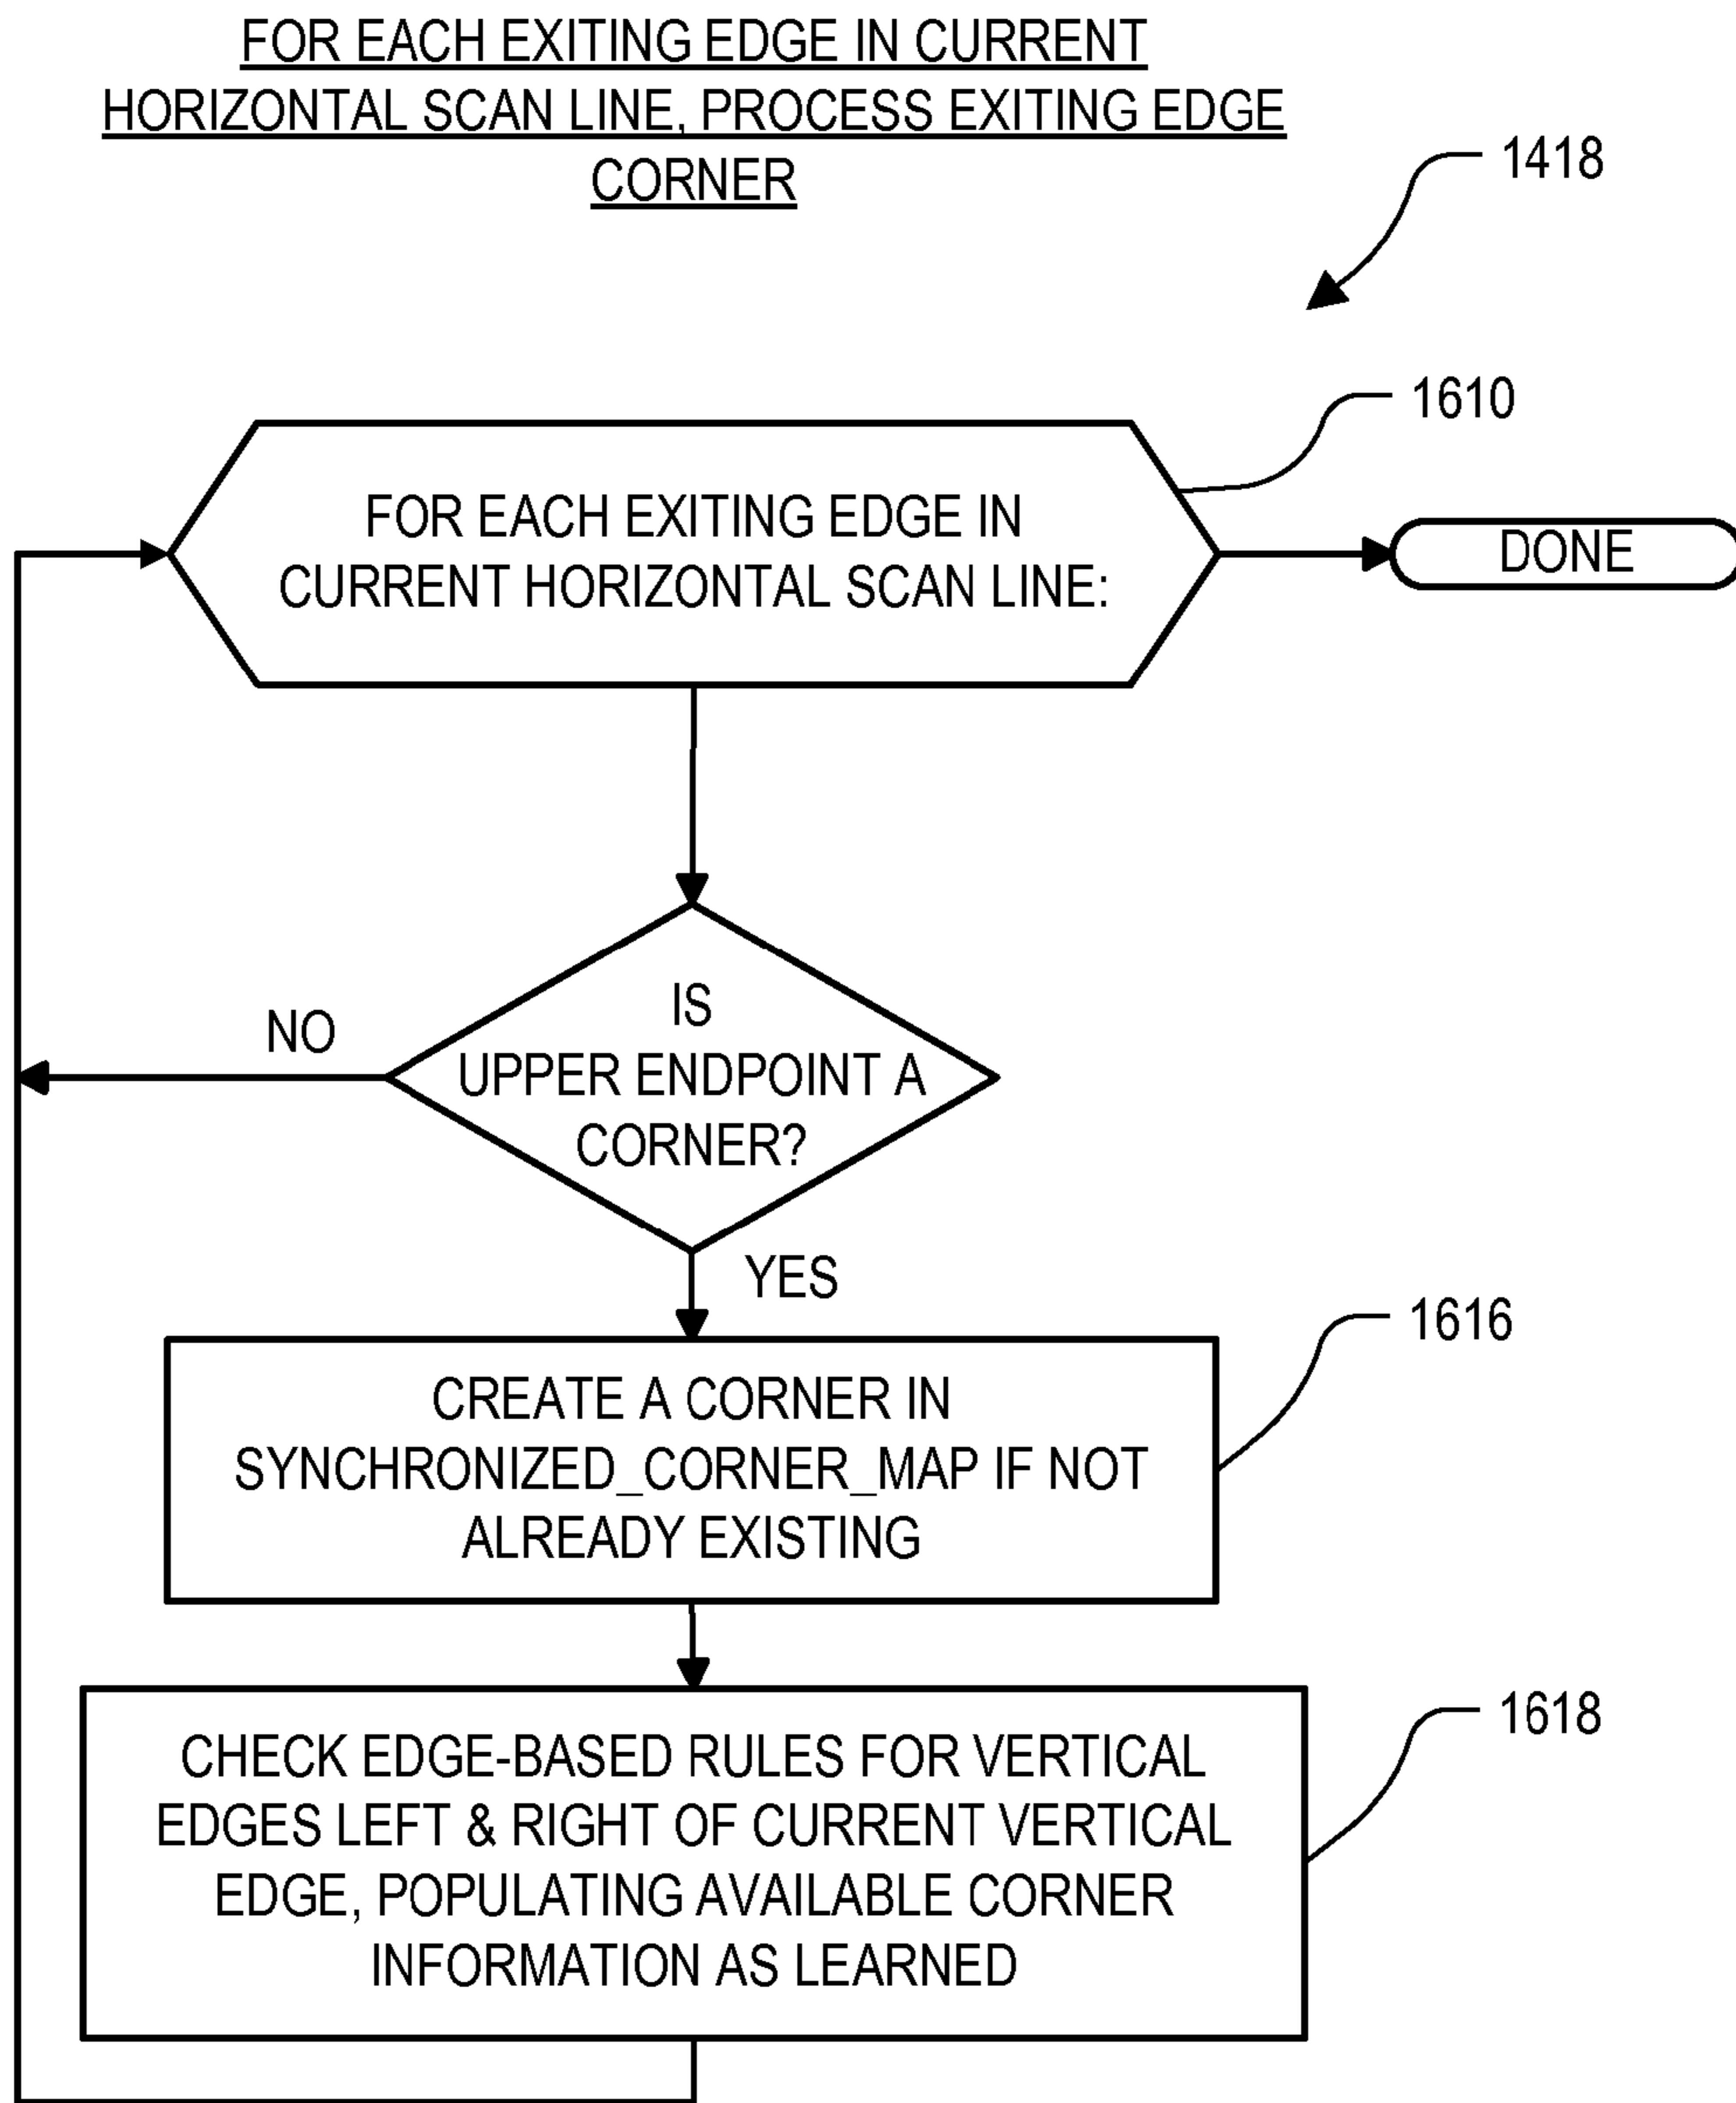 FOR EACH EXITING EDGE IN CURRENT
HORIZONTAL SCAN LINE, PROCESS EXITING EDGE
CORNER
1418
1610
FOR EACH EXITING EDGE IN
CURRENT HORIZONTAL SCAN LINE:
DONE
IS
UPPER ENDPOINT A
CORNER?
NO
YES
1616
CREATE A CORNER IN
SYNCHRONIZED_CORNER_MAP IF NOT
ALREADY EXISTING
1618
CHECK EDGE-BASED RULES FOR VERTICAL
EDGES LEFT & RIGHT OF CURRENT VERTICAL
EDGE, POPULATING AVAILABLE CORNER
INFORMATION AS LEARNED